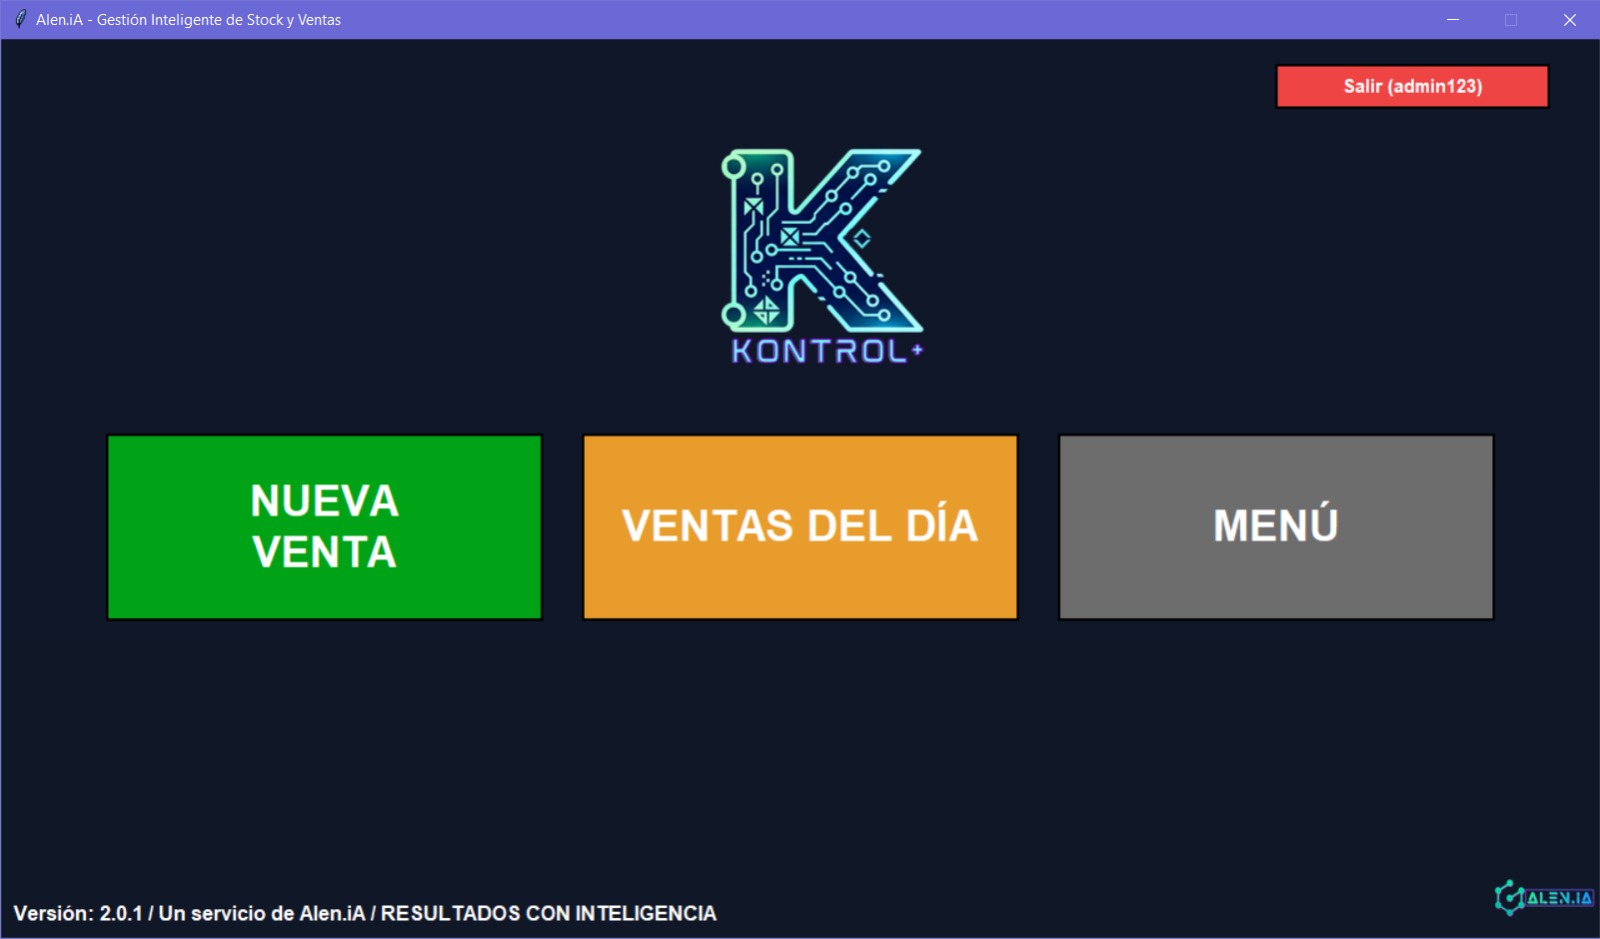 Alen.iA - Gestión Inteligente de Stock y Ventas
Salir (admin123)
KONTROL+
NUEVA
VENTA
VENTAS DEL DÍA
MENÚ
Versión: 2.0.1 / Un servicio de Alen.iA / RESULTADOS CON INTELIGENCIA
ALEN.IA